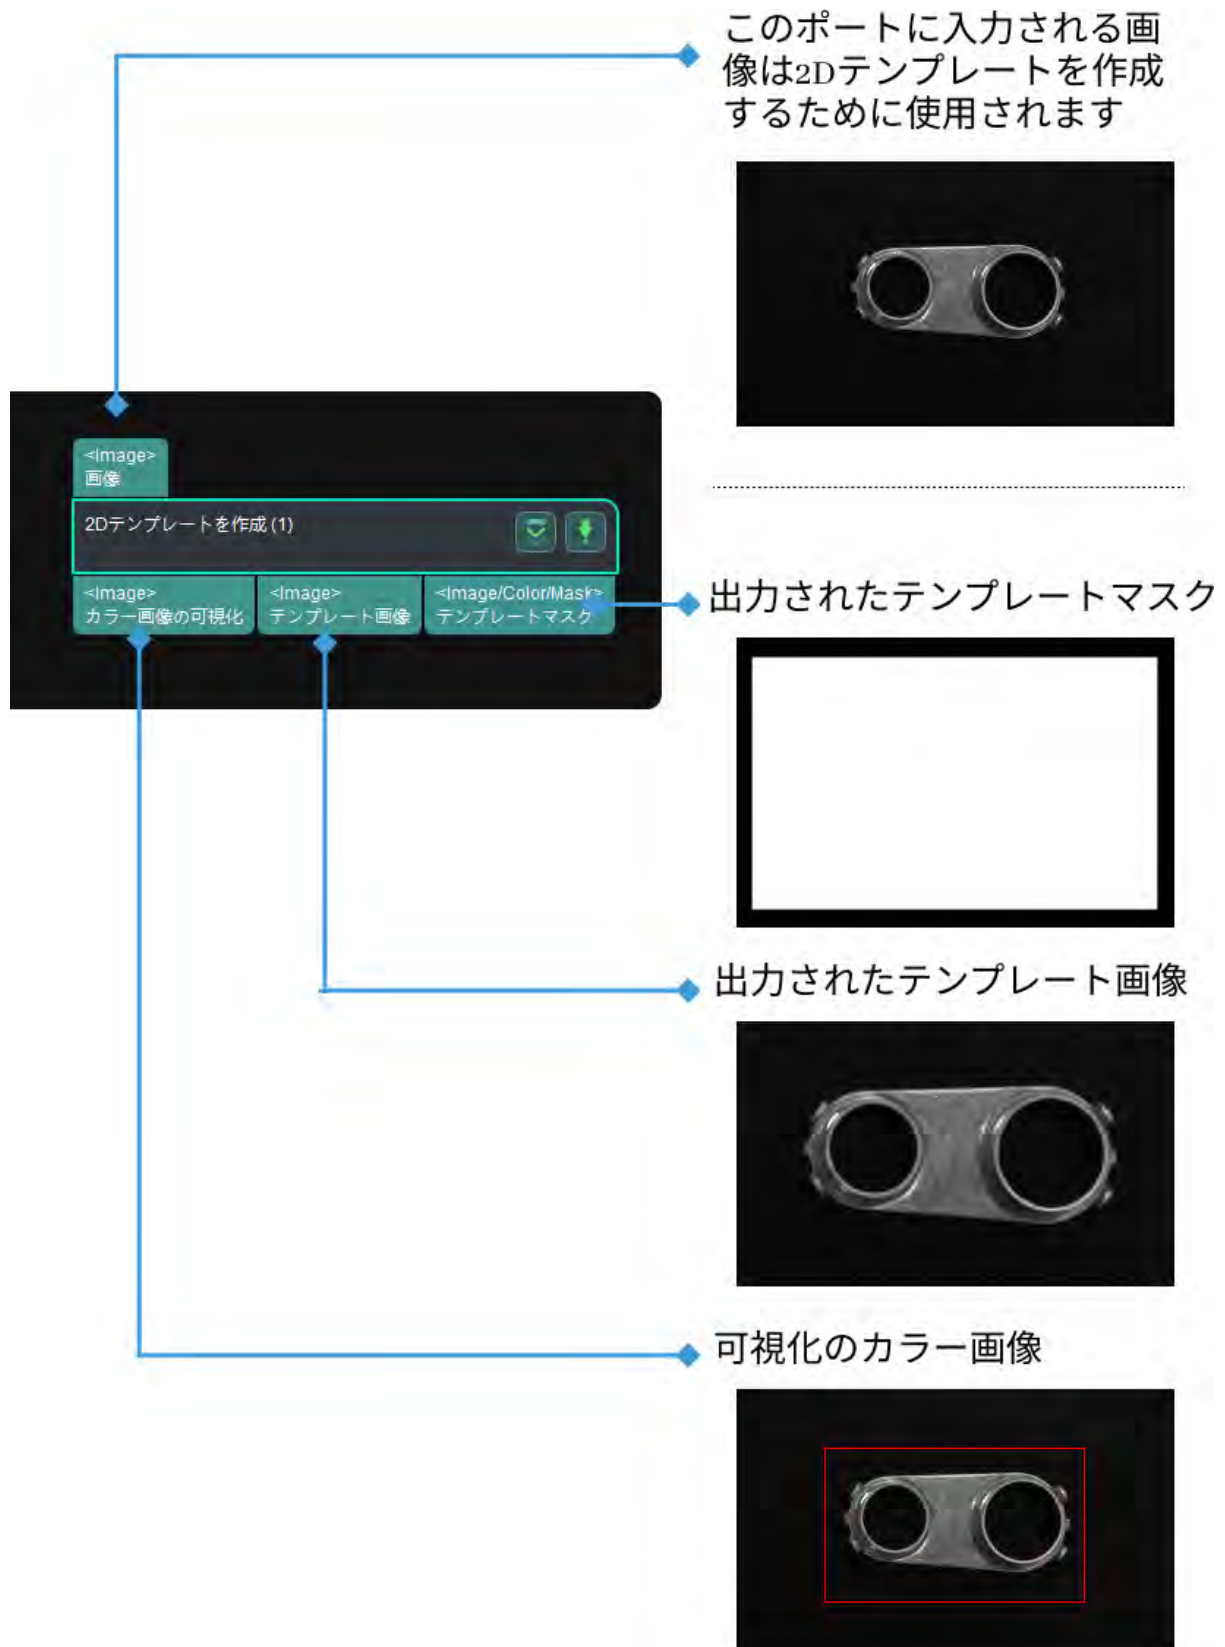 このポートに入力される画
像は2Dテンプレートを作成
するために使用されます
<Image>
画像
2Dテンプレートを作成 (1)
<Image>
カラー画像の可視化
<Image>
テンプレート画像
<Image/Color/Mask>
テンプレートマスク
出力されたテンプレートマスク
出力されたテンプレート画像
可視化のカラー画像